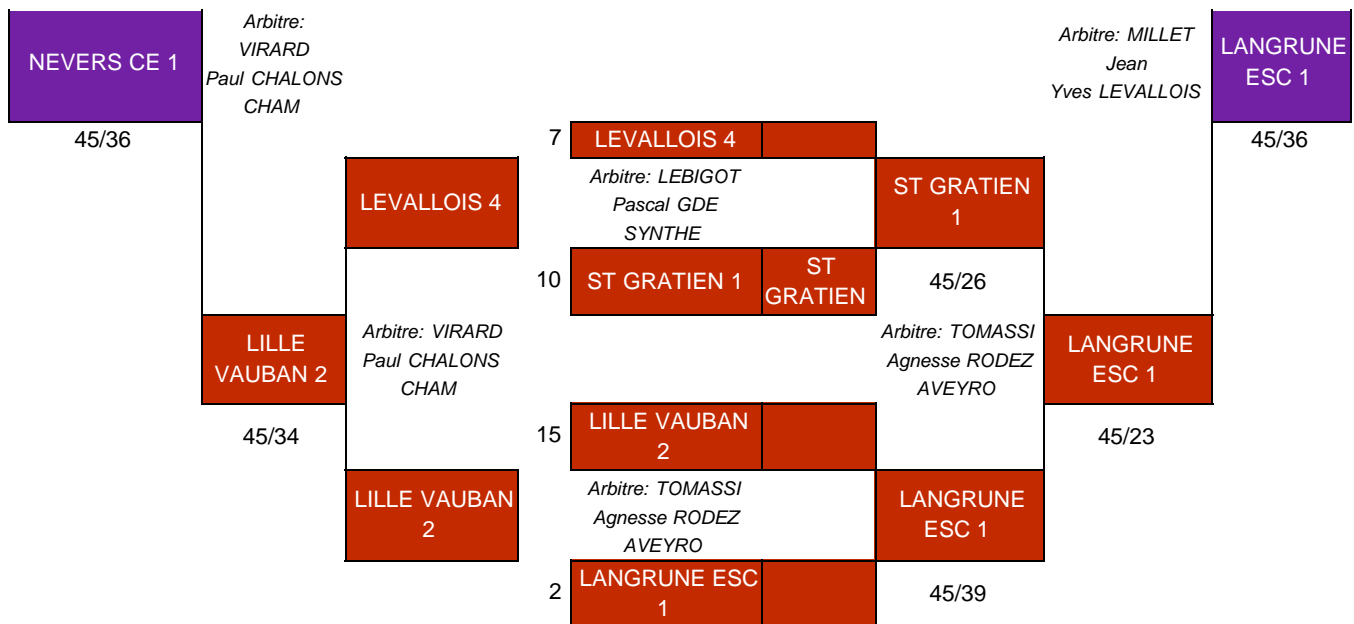 NEVERS CE 1
45/36
Arbitre:
VIRARD
Paul CHALONS
CHAM
Arbitre: MILLET
Jean
Yves LEVALLOIS
LANGRUNE
ESC 1
45/36
7
LEVALLOIS 4
LEVALLOIS 4
Arbitre: LEBIGOT
Pascal GDE
SYNTHE
ST GRATIEN
1
10
ST GRATIEN 1
ST
GRATIEN
45/26
LILLE
VAUBAN 2
45/34
Arbitre: VIRARD
Paul CHALONS
CHAM
Arbitre: TOMASSI
Agnesse RODEZ
AVEYRO
LANGRUNE
ESC 1
45/23
15
LILLE VAUBAN
2
LILLE VAUBAN
2
Arbitre: TOMASSI
Agnesse RODEZ
AVEYRO
LANGRUNE
ESC 1
2
LANGRUNE ESC
1
45/39